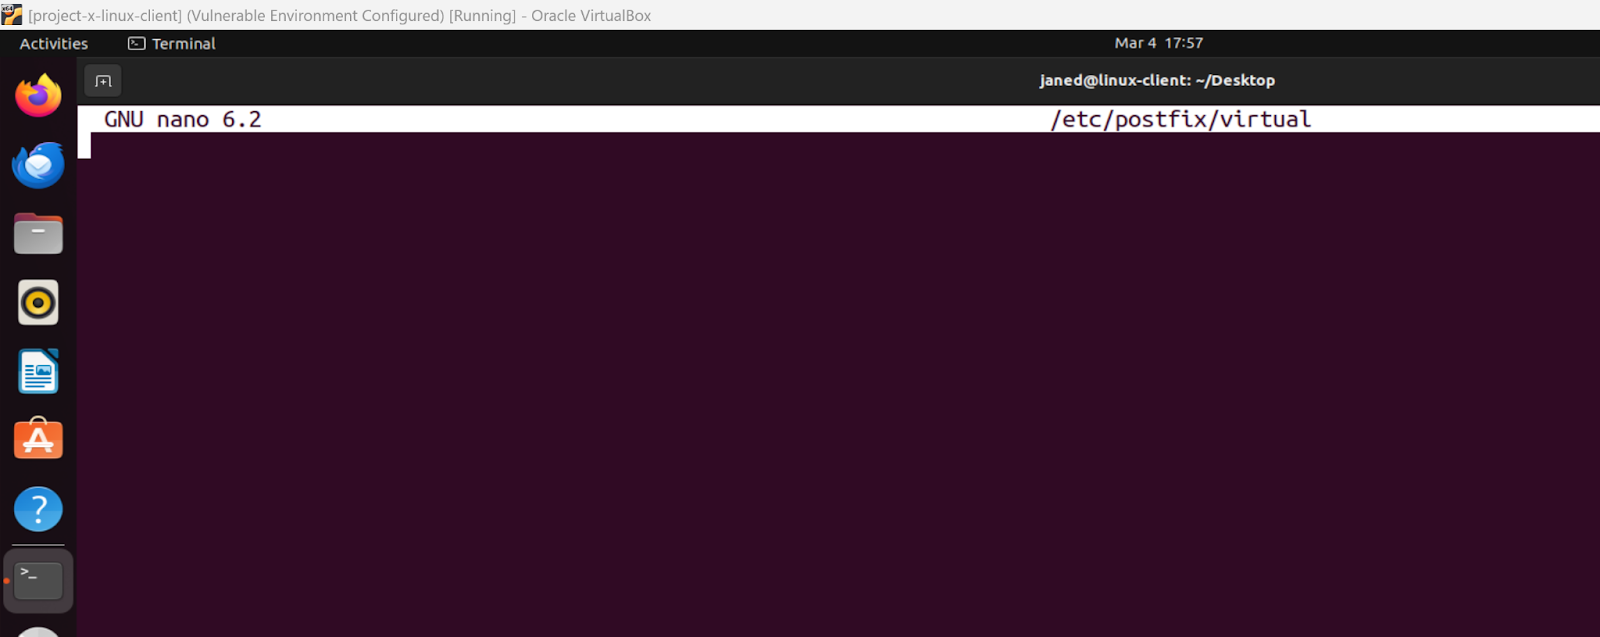 [project-x-linux-client] (Vulnerable Environment Configured) [Running] - Oracle VirtualBox
Activities Terminal Mar 4 17:57
janed@linux-client: ~/Desktop
GNU nano 6.2 /etc/postfix/virtual
?
>_